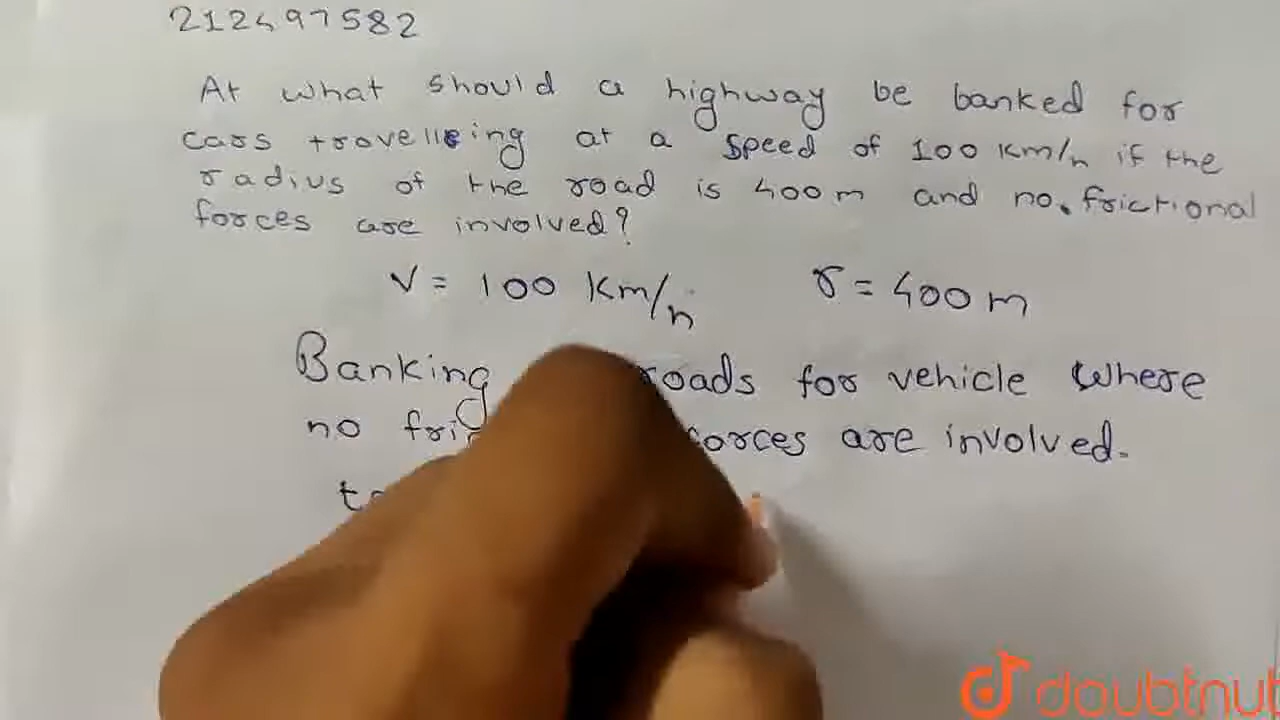 212497582
At what should a highway be banked for
cars travelleing at a speed of 100 km/h if the
radius of the road is 400m and no. frictional
forces are involved?
V = 100 km/h r = 400 m
Banking roads for vehicle where
no forces are involved.
doubtnut